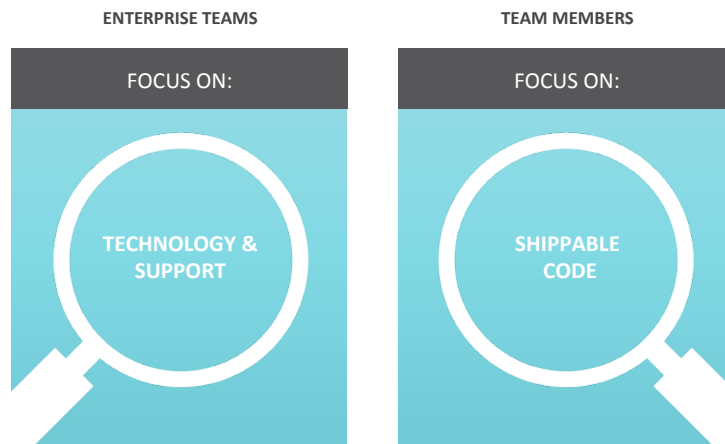 ENTERPRISE TEAMS
FOCUS ON:
TECHNOLOGY &
SUPPORT
TEAM MEMBERS
FOCUS ON:
SHIPPABLE
CODE